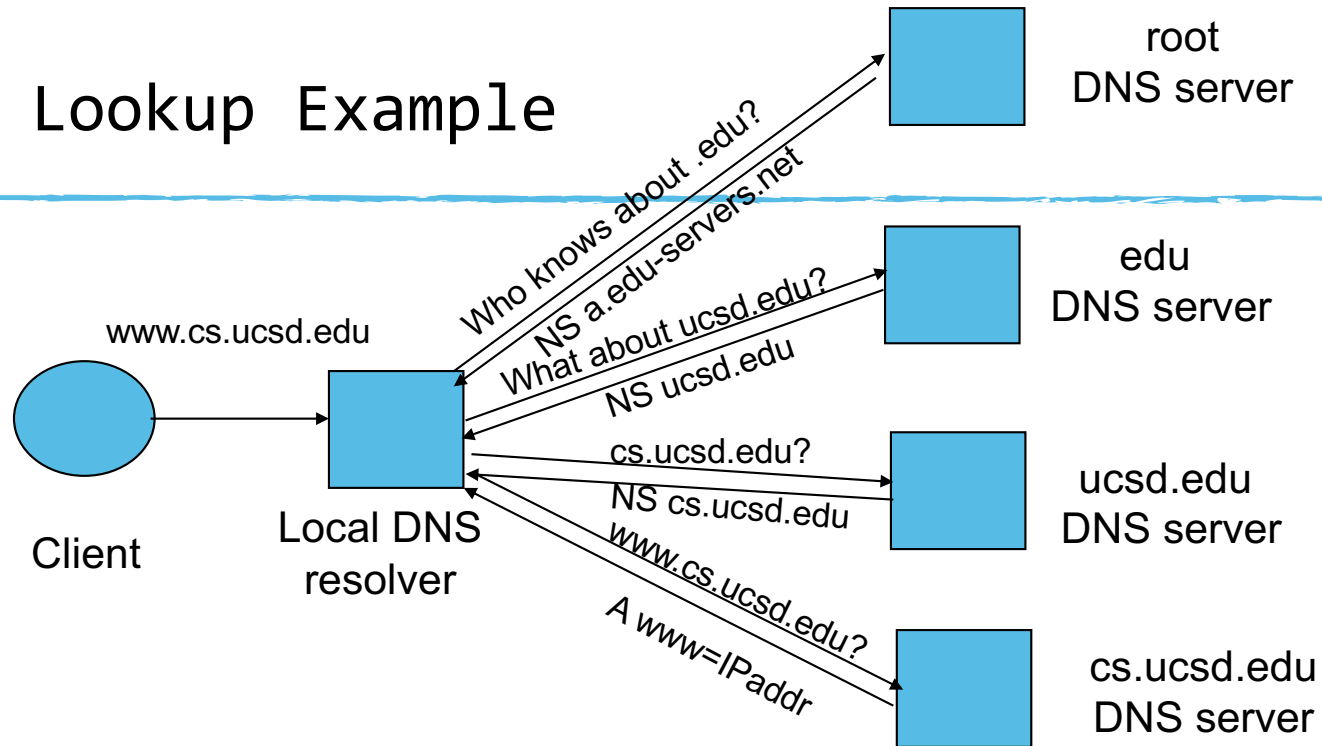 Lookup Example
root
DNS server
Who knows about .edu?
NS a.edu-servers.net
edu
DNS server
What about ucsd.edu?
NS ucsd.edu
www.cs.ucsd.edu
Client
Local DNS
resolver
cs.ucsd.edu?
NS cs.ucsd.edu
ucsd.edu
DNS server
www.cs.ucsd.edu?
A www=IPaddr
cs.ucsd.edu
DNS server